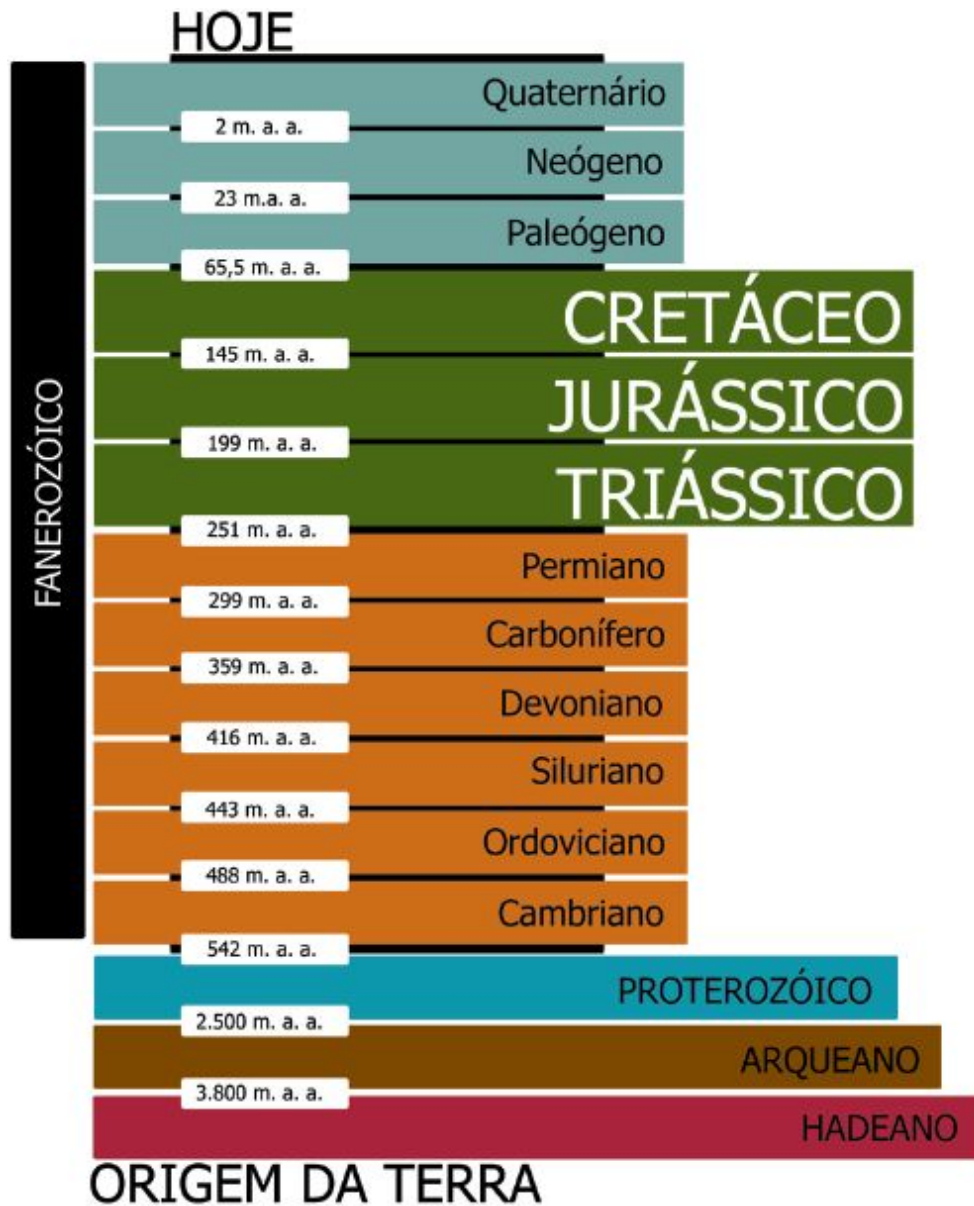 HOJE
FANEROZÓICO
Quaternário
2 m. a. a.
Neógeno
23 m.a. a.
Paleógeno
65,5 m. a. a.
CRETÁCEO
145 m. a. a.
JURÁSSICO
199 m. a. a.
TRIÁSSICO
251 m. a. a.
Permiano
299 m. a. a.
Carbonífero
359 m. a. a.
Devoniano
416 m. a. a.
Siluriano
443 m. a. a.
Ordoviciano
488 m. a. a.
Cambriano
542 m. a. a.
PROTEROZÓICO
2.500 m. a. a.
ARQUEANO
3.800 m. a. a.
HADEANO
ORIGEM DA TERRA